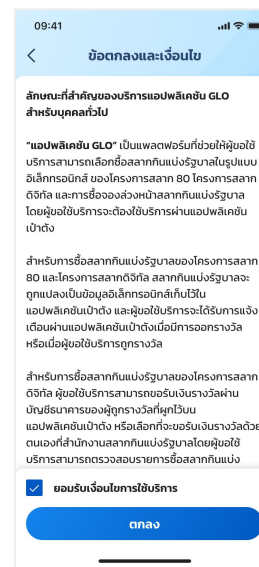 09:41
ข้อตกลงและเงื่อนไข
ลักษณะที่สำคัญของบริการแอปพลิเคชัน GLO
สำหรับบุคคลทั่วไป
"แอปพลิเคชัน GLO" เป็นแพลตฟอร์มที่ช่วยให้ผู้ขอใช้
บริการสามารถเลือกซื้อสลากกินแบ่งรัฐบาลในรูปแบบ
อิเล็กทรอนิกส์ ของโครงการสลาก 80 โครงการสลาก
ดิจิทัล และการซื้อจองล่วงหน้าสลากกินแบ่งรัฐบาล
โดยผู้ขอใช้บริการจะต้องใช้บริการผ่านแอปพลิเคชัน
เป๋าตัง
สำหรับการซื้อสลากกินแบ่งรัฐบาลของโครงการสลาก
80 และโครงการสลากดิจิทัล สลากกินแบ่งรัฐบาลจะ
ถูกแปลงเป็นข้อมูลอิเล็กทรอนิกส์เก็บไว้ใน
แอปพลิเคชันเป๋าตัง และผู้ขอใช้บริการจะได้รับการแจ้ง
เตือนผ่านแอปพลิเคชันเป๋าตังเมื่อมีการออกรางวัล
หรือเมื่อผู้ขอใช้บริการถูกรางวัล
สำหรับการซื้อสลากกินแบ่งรัฐบาลของโครงการสลาก
ดิจิทัล ผู้ขอใช้บริการสามารถขอรับเงินรางวัลผ่าน
บัญชีธนาคารของผู้ถูกรางวัลที่ผูกไว้บน
แอปพลิเคชันเป๋าตัง หรือเลือกที่จะขอรับเงินรางวัลด้วย
ตนเองที่สำนักงานสลากกินแบ่งรัฐบาลโดยผู้ขอใช้
บริการสามารถตรวจสอบรายการซื้อสลากกินแบ่ง
ยอมรับเงื่อนไขการใช้บริการ
ตกลง